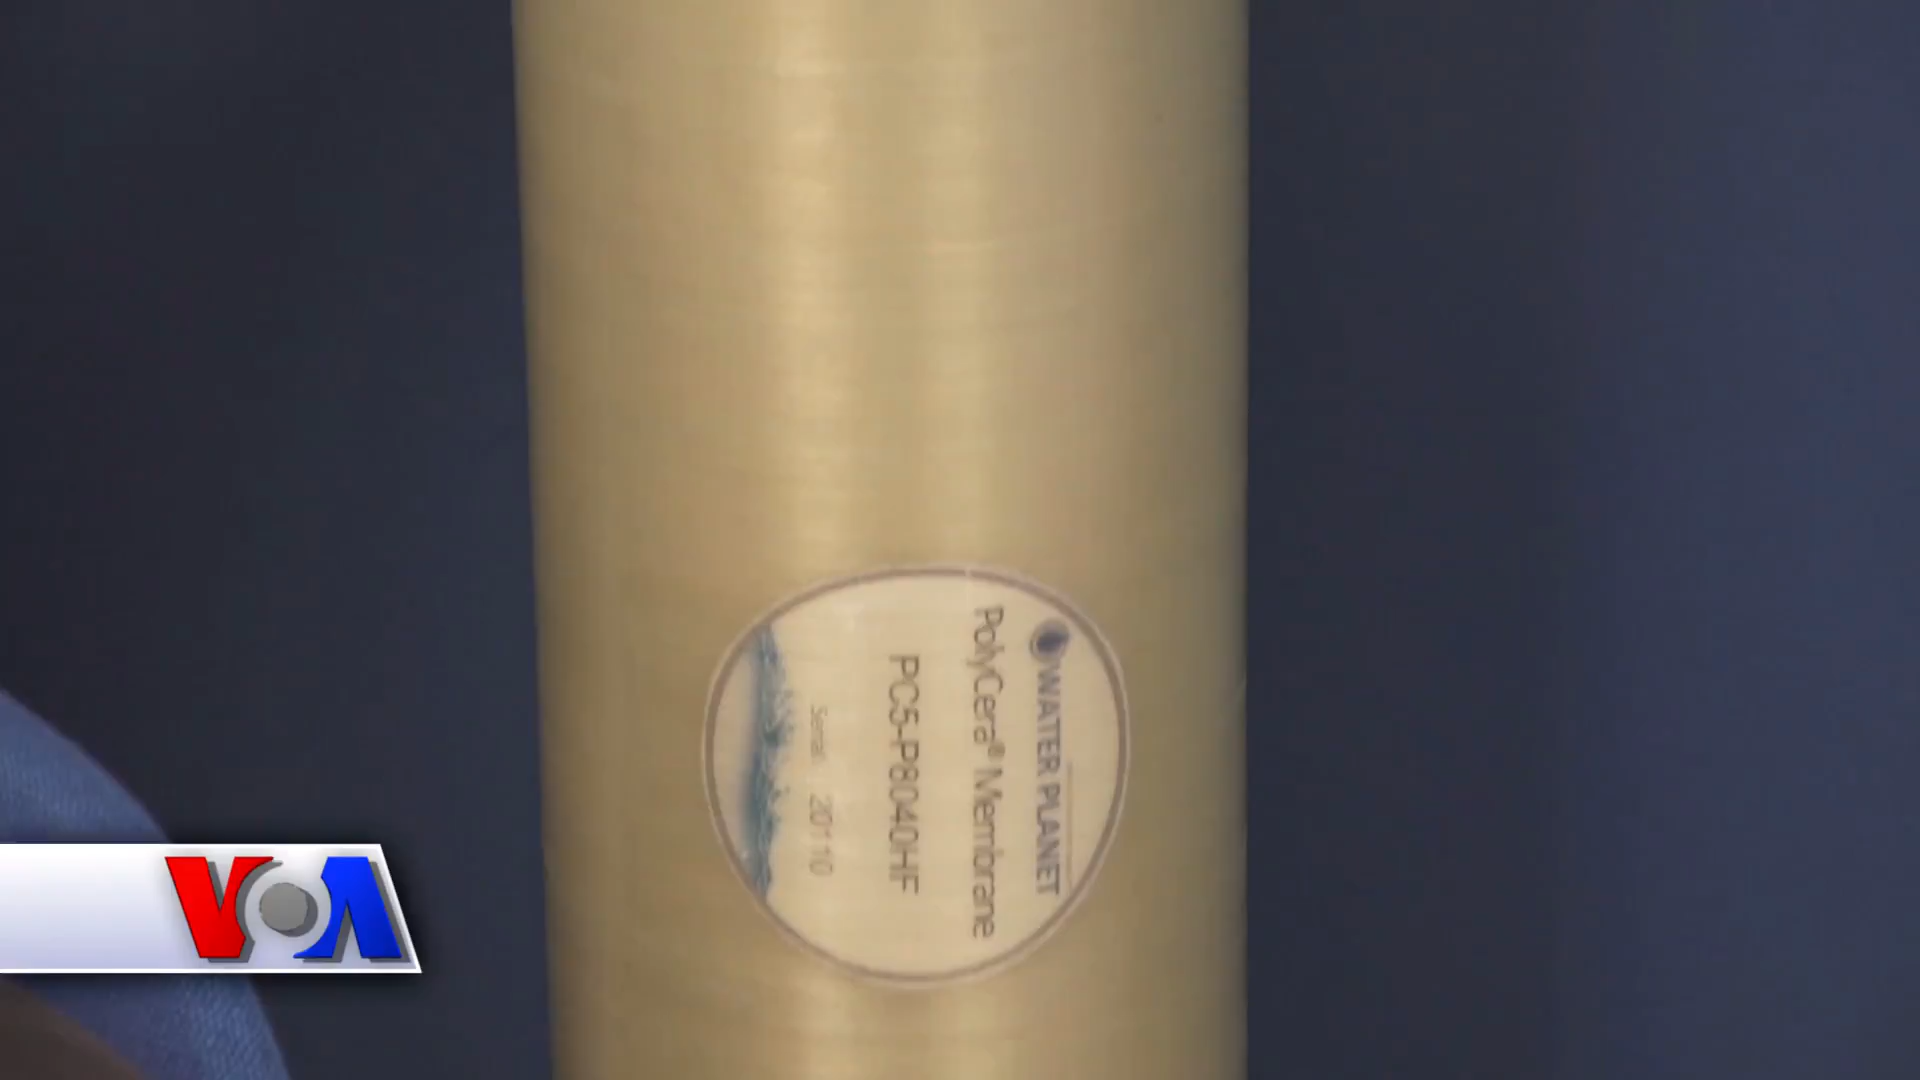 WATER PLANET
PolyCera® Membrane
PC5-P8040HF
Serial: 20110
VOA